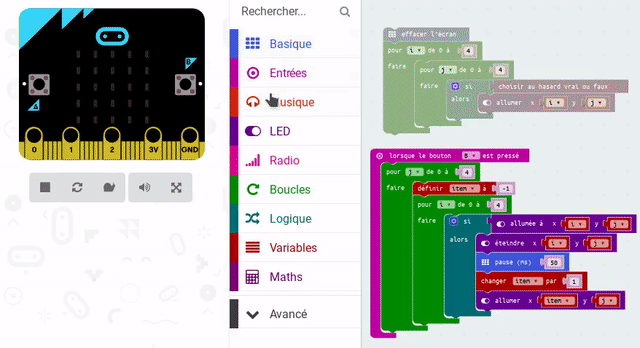 Rechercher...
B
A
0 1 2 3V GND
Basique
Entrées
Musique
LED
Radio
Boucles
Logique
Variables
Maths
Avancé
effacer l'écran
pour i de 0 à 4
faire pour j de 0 à 4
faire si choisir au hasard vrai ou faux
alors allumer x i y j
lorsque le bouton B est pressé
pour j de 0 à 4
faire définir item à -1
pour i de 0 à 4
faire si allumée à x i y j
alors éteindre x i y j
pause (ms) 50
changer item par 1
allumer x item y j